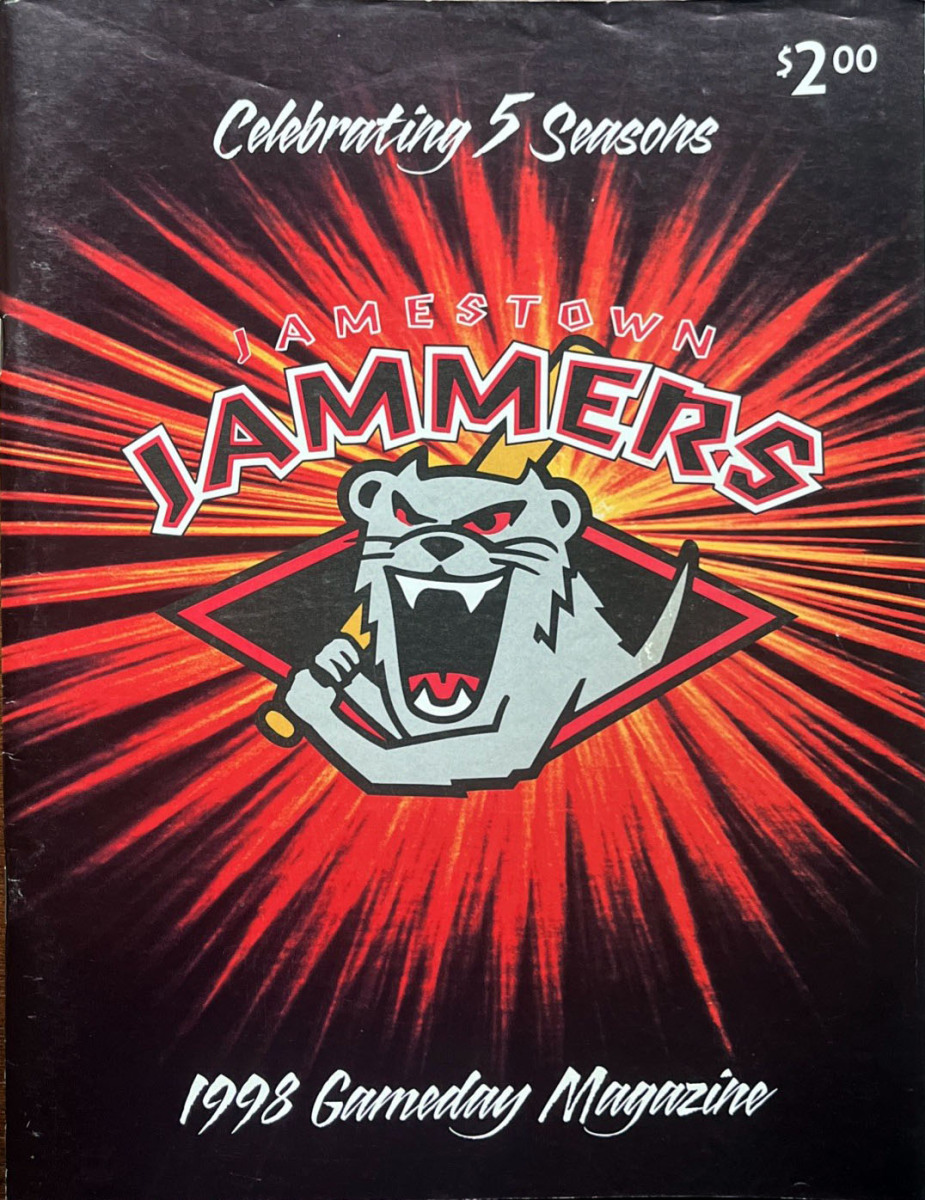 $2.00
Celebrating 5 Seasons
JAMESTOWN
JAMMERS
1998 Gameday Magazine